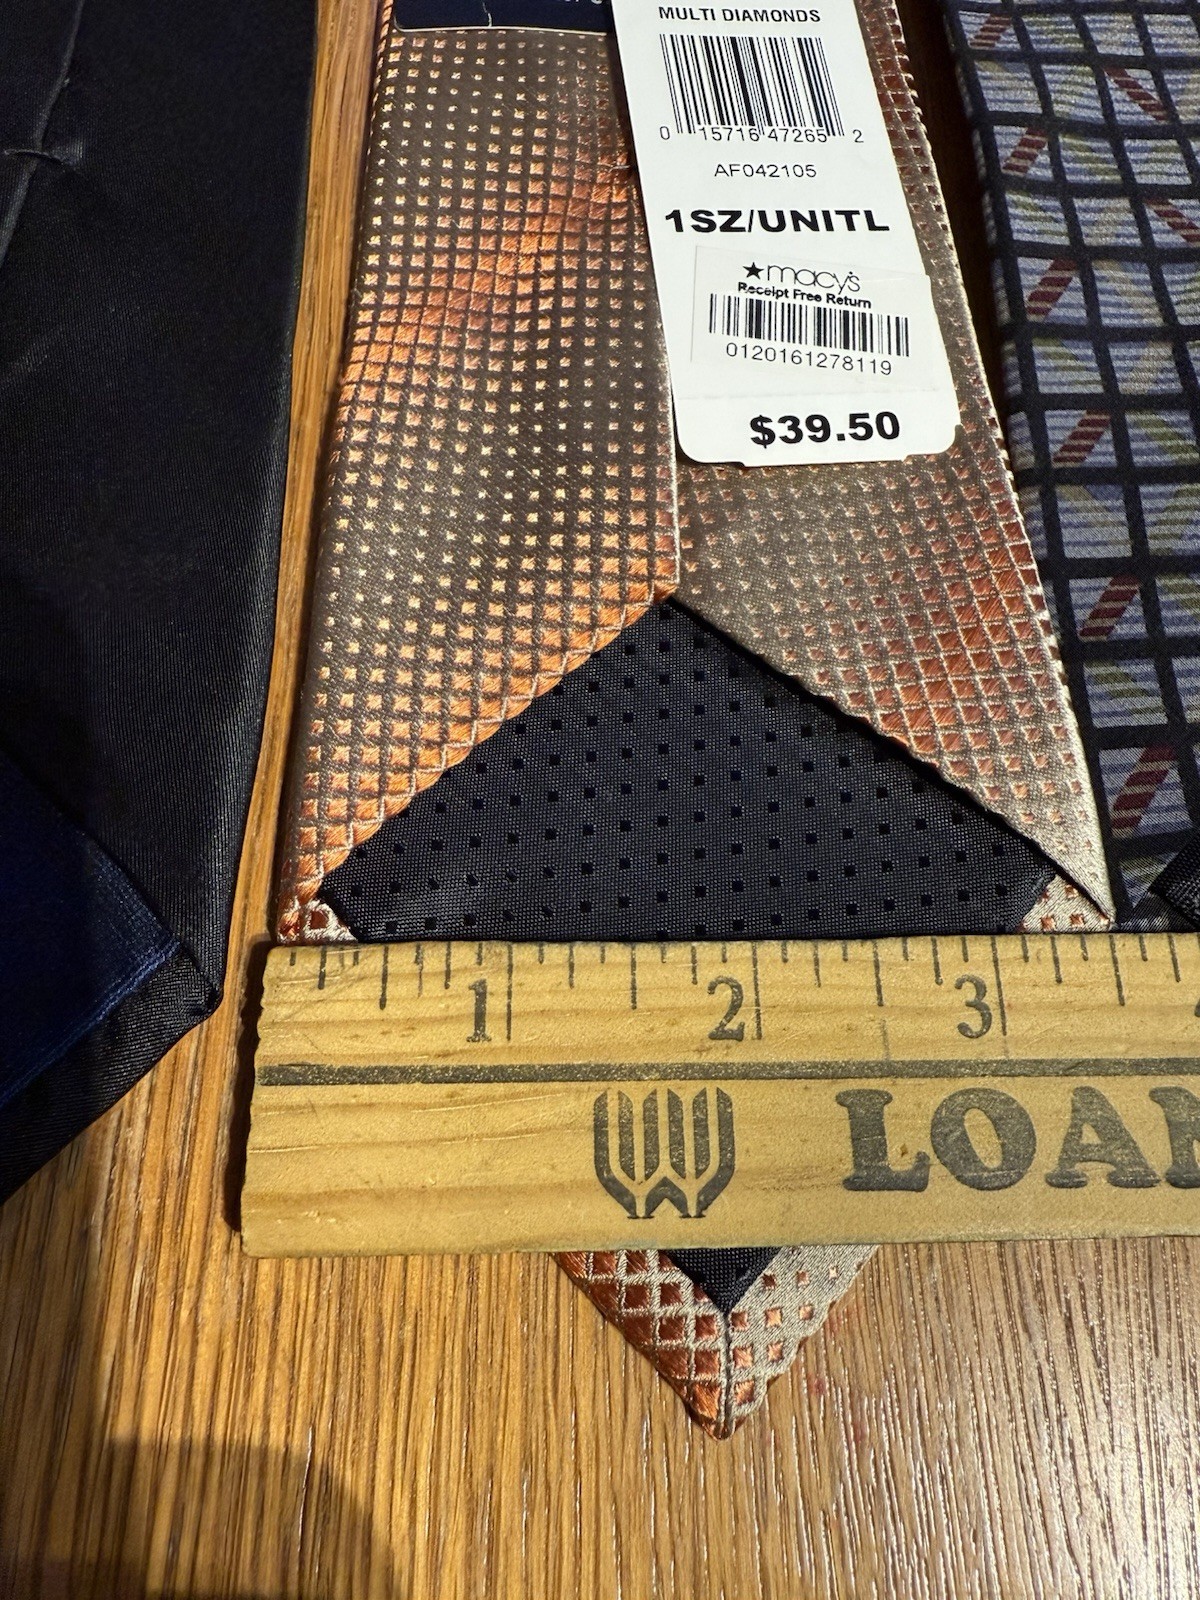 MULTI DIAMONDS
0 15716 47265 2
AF042105
1SZ/UNITL
★macy's
Receipt Free Return
0120161278119
$39.50
1 2 3